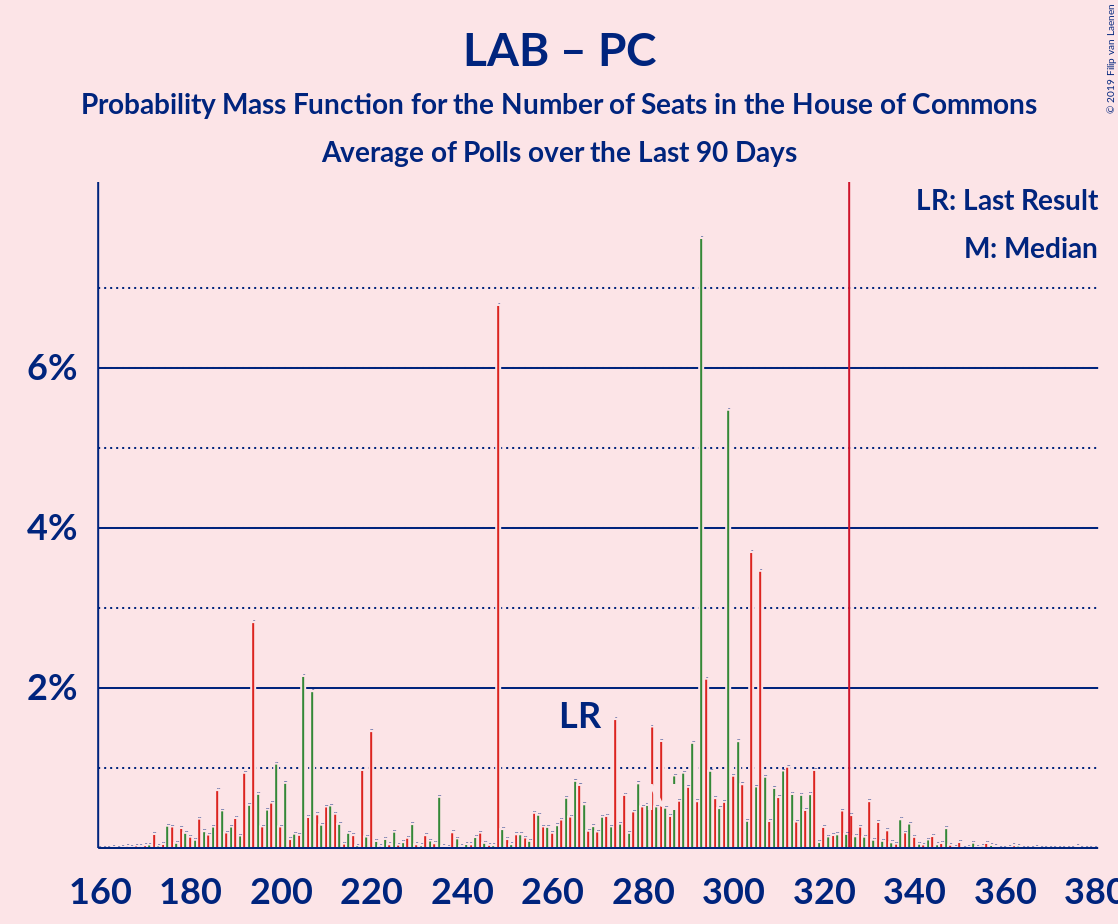 LAB – PC
Probability Mass Function for the Number of Seats in the House of Commons
Average of Polls over the Last 90 Days
© 2019 Filip van Laenen
LR: Last Result
M: Median
6%
4%
2%
LR
160 180 200 220 240 260 280 300 320 340 360 380